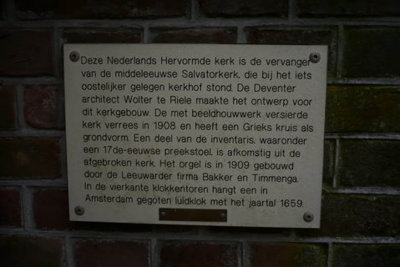 Deze Nederlands Hervormde kerk is de vervanger
van de middeleeuwse Salvatorkerk, die bij het iets
oostelijker gelegen kerkhof stond. De Deventer
architect Wolter te Riele maakte het ontwerp voor
dit kerkgebouw. De met beeldhouwwerk versierde
kerk verrees in 1908 en heeft een Grieks kruis als
grondvorm. Een deel van de inventaris, waaronder
een 17de-eeuwse preekstoel, is afkomstig uit de
afgebroken kerk. Het orgel is in 1909 gebouwd
door de Leeuwarder firma Bakker en Timmenga.
In de vierkante klokkentoren hangt een in
Amsterdam gegoten luidklok met het jaartal 1659.